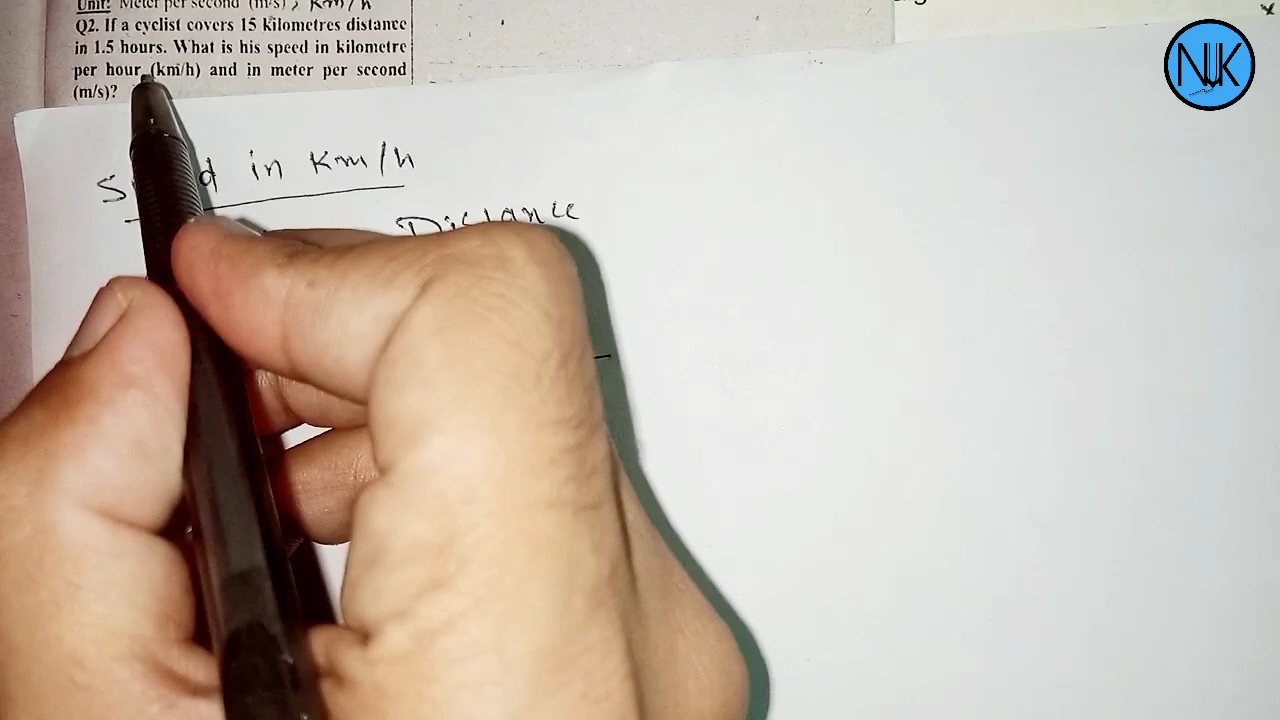 Unit: Meter per second (m/s), Km/h
Q2. If a cyclist covers 15 kilometres distance
in 1.5 hours. What is his speed in kilometre
per hour (km/h) and in meter per second
(m/s)?
NJK
in Km/h
Distance